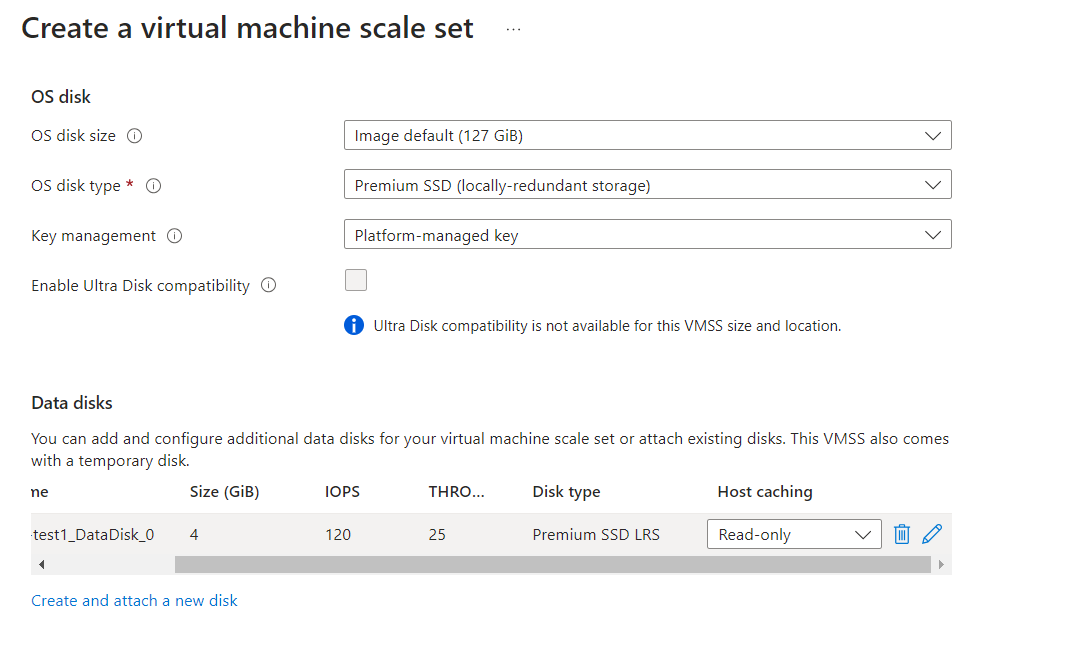 Create a virtual machine scale set ...
OS disk
OS disk size
Image default (127 GiB)
OS disk type *
Premium SSD (locally-redundant storage)
Key management
Platform-managed key
Enable Ultra Disk compatibility
Ultra Disk compatibility is not available for this VMSS size and location.
Data disks
You can add and configure additional data disks for your virtual machine scale set or attach existing disks. This VMSS also comes
with a temporary disk.
me Size (GiB) IOPS THRO... Disk type Host caching
-test1_DataDisk_0 4 120 25 Premium SSD LRS Read-only
Create and attach a new disk